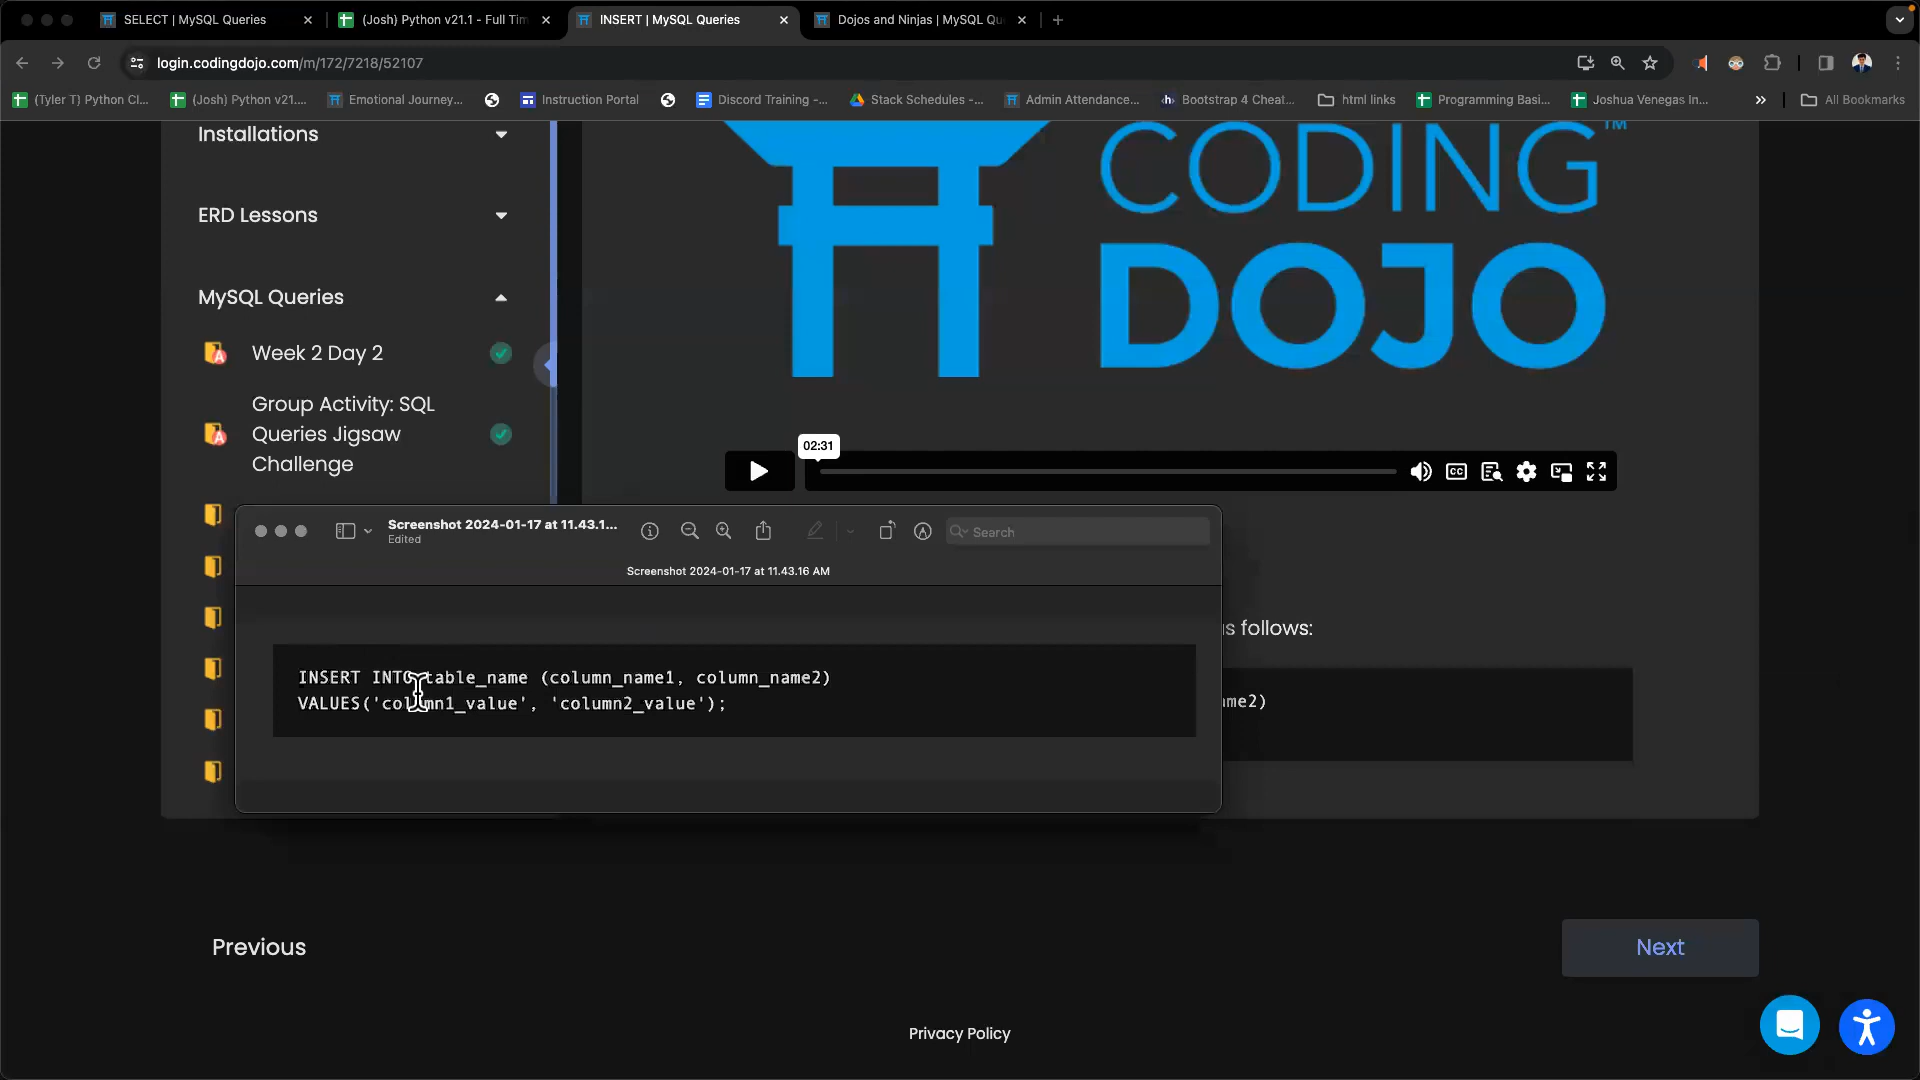 SELECT | MySQL Queries
(Josh) Python v21.1 - Full Tim
INSERT | MySQL Queries
Dojos and Ninjas | MySQL Qu
login.codingdojo.com/m/172/7218/52107
(Tyler T) Python Cl...
(Josh) Python v21....
Emotional Journey...
Instruction Portal
Discord Training -...
Stack Schedules -...
Admin Attendance...
Bootstrap 4 Cheat...
html links
Programming Basi...
Joshua Venegas In...
All Bookmarks
Installations
ERD Lessons
MySQL Queries
Week 2 Day 2
Group Activity: SQL
Queries Jigsaw
Challenge
CODING
DOJO
TM
02:31
CC
Screenshot 2024-01-17 at 11.43.1...
Edited
Search
Screenshot 2024-01-17 at 11.43.16 AM
INSERT INTO table_name (column_name1, column_name2)
VALUES('column1_value', 'column2_value');
s follows:
me2)
Previous
Next
Privacy Policy